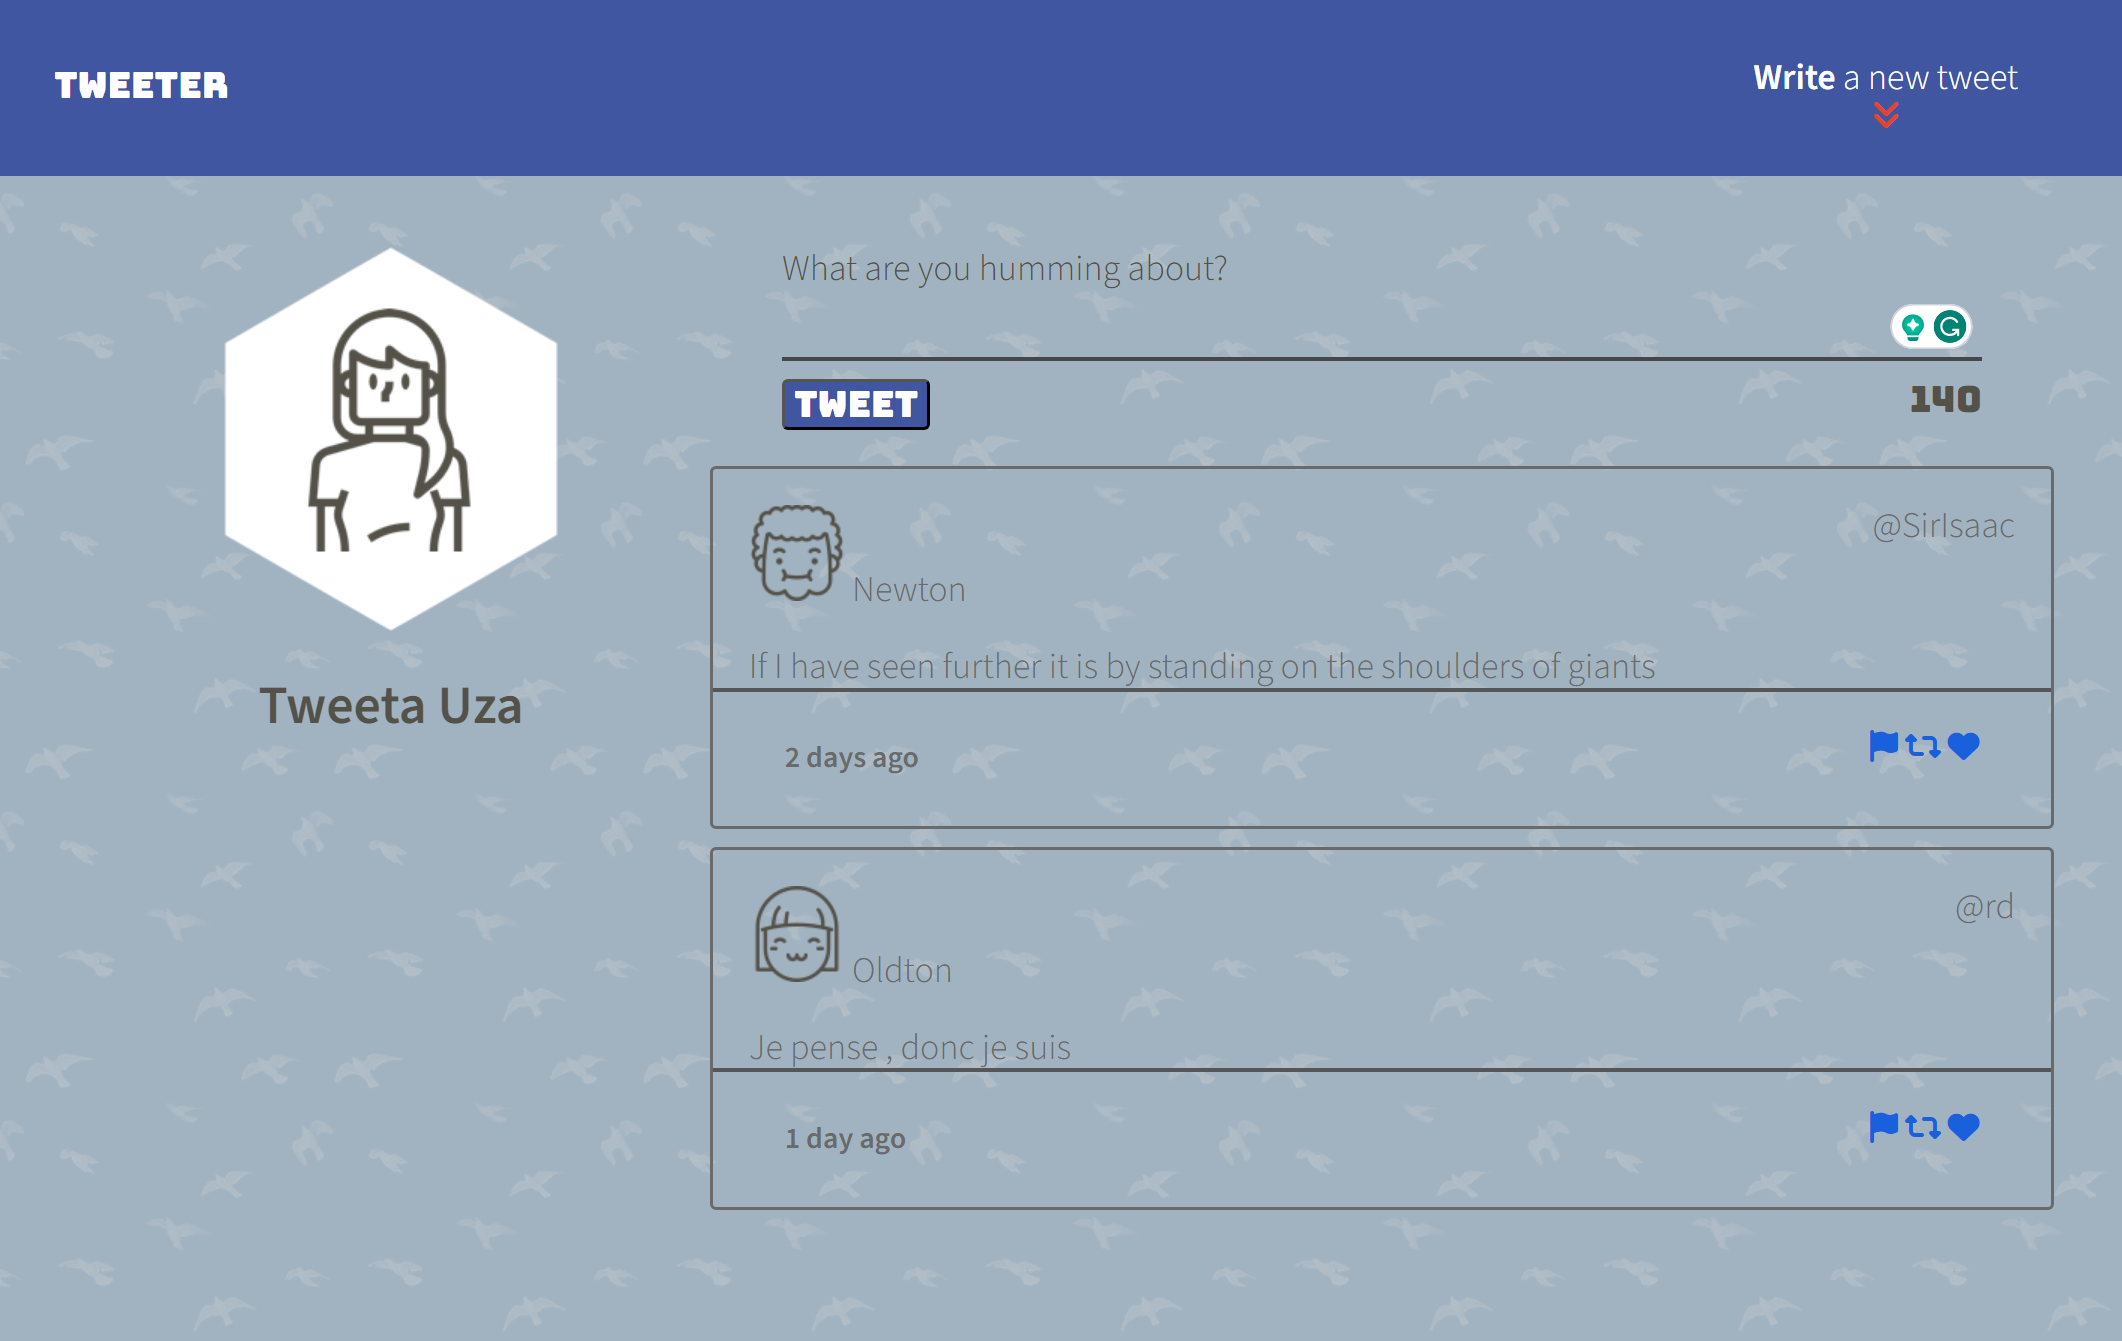 TWEETER
Write a new tweet
What are you humming about?
TWEET
140
Tweeta Uza
@SirIsaac
Newton
If I have seen further it is by standing on the shoulders of giants
2 days ago
@rd
Oldton
Je pense , donc je suis
1 day ago